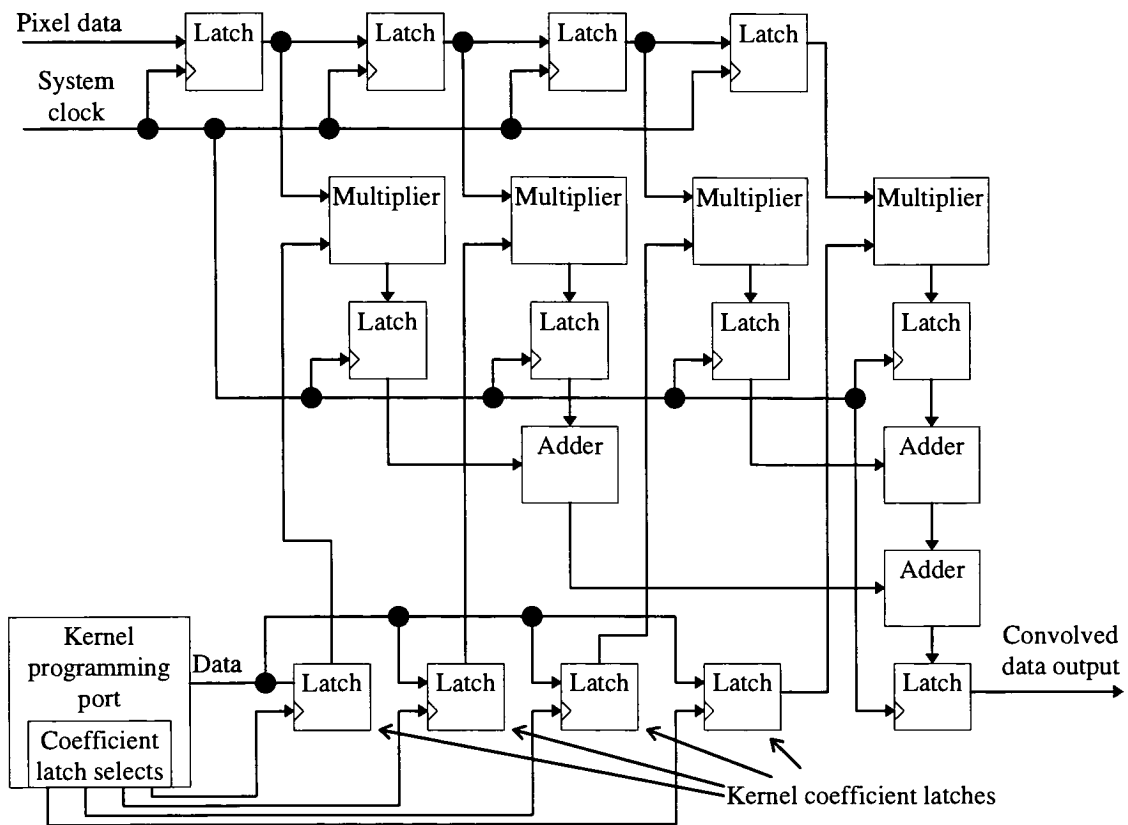 Pixel data
Latch
Latch
Latch
Latch
System
clock
Multiplier
Multiplier
Multiplier
Multiplier
Latch
Latch
Latch
Latch
Adder
Adder
Adder
Kernel
programming
port
Data
Latch
Latch
Latch
Latch
Convolved
data output
Latch
Coefficient
latch selects
Kernel coefficient latches